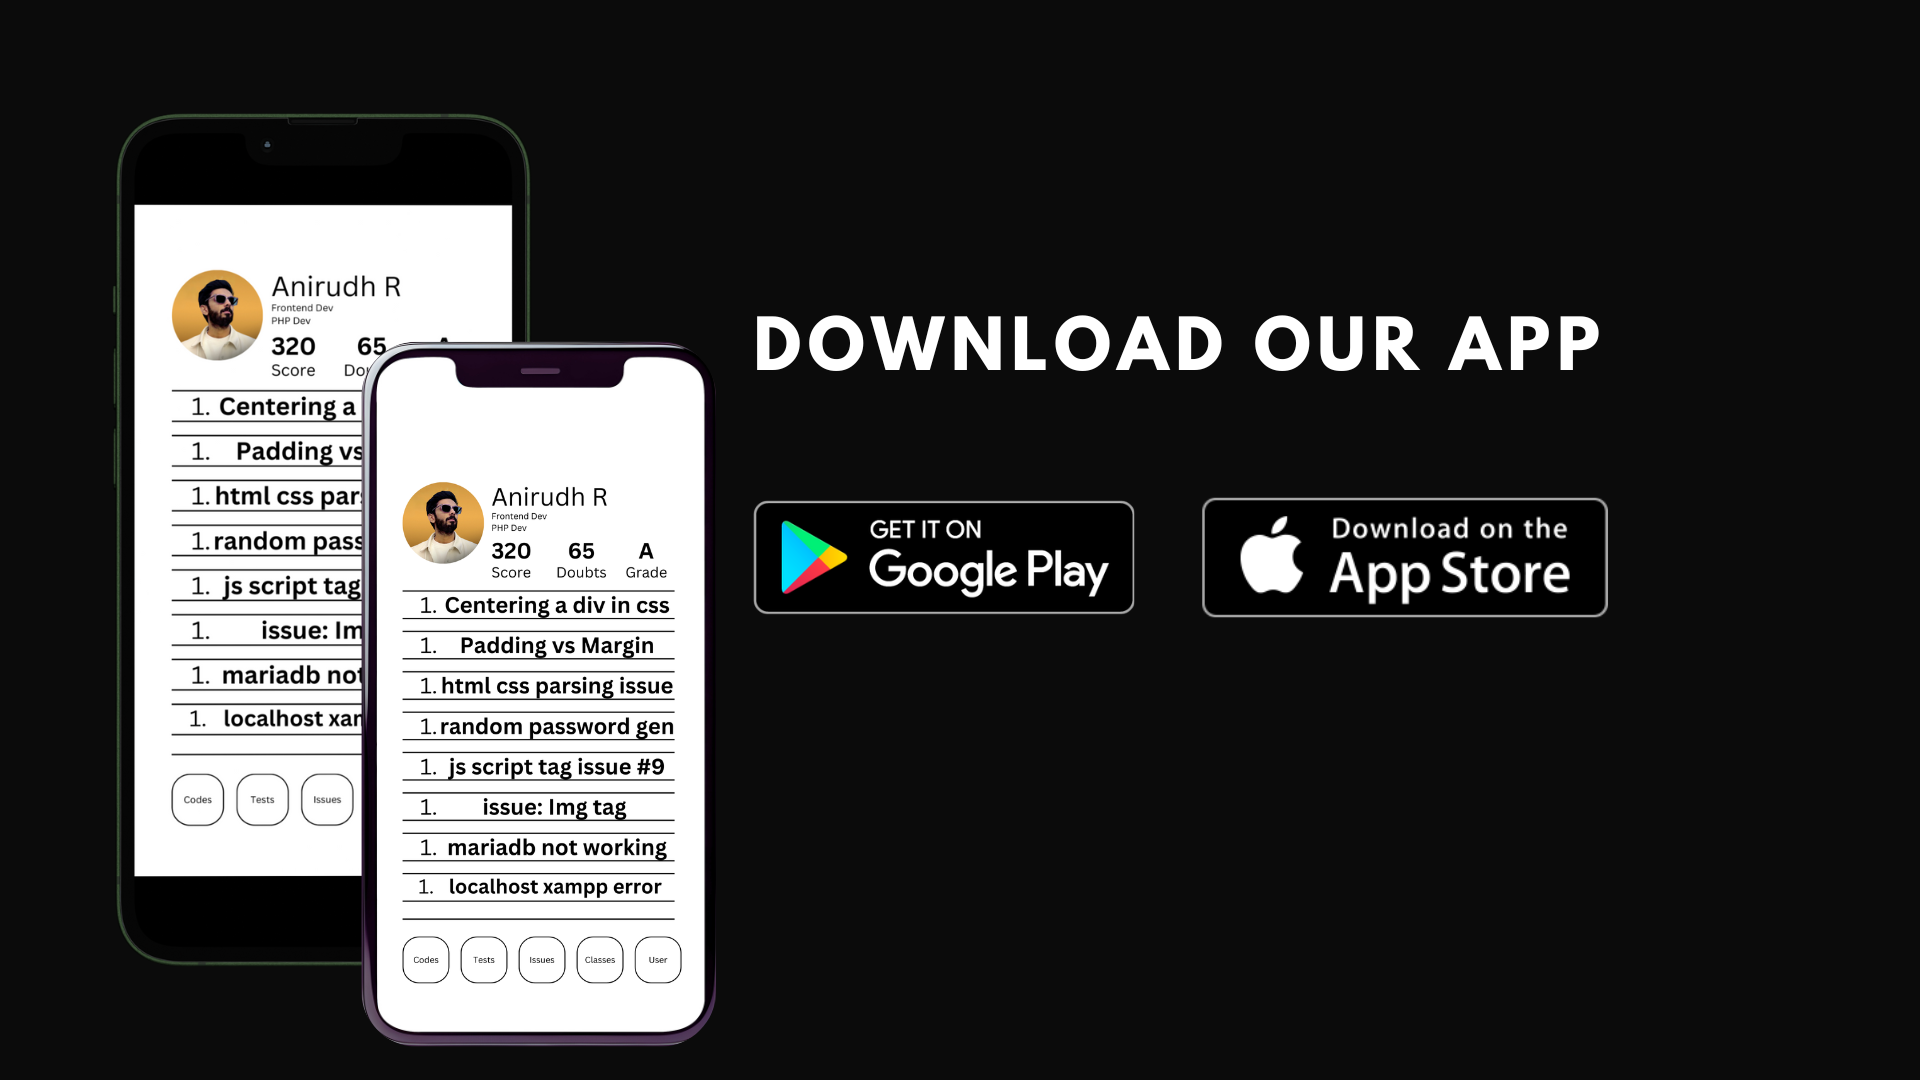 Anirudh R
Frontend Dev
PHP Dev
320 65 A
Score Dou
1. Centering a
1. Padding vs
1. html css pars
1. random pass
1. js script tag
1. issue: Im
1. mariadb not
1. localhost xam
Codes Tests Issues
Anirudh R
Frontend Dev
PHP Dev
320 65 A
Score Doubts Grade
1. Centering a div in css
1. Padding vs Margin
1. html css parsing issue
1. random password gen
1. js script tag issue #9
1. issue: Img tag
1. mariadb not working
1. localhost xampp error
Codes Tests Issues Classes User
DOWNLOAD OUR APP
GET IT ON
Google Play
Download on the
App Store